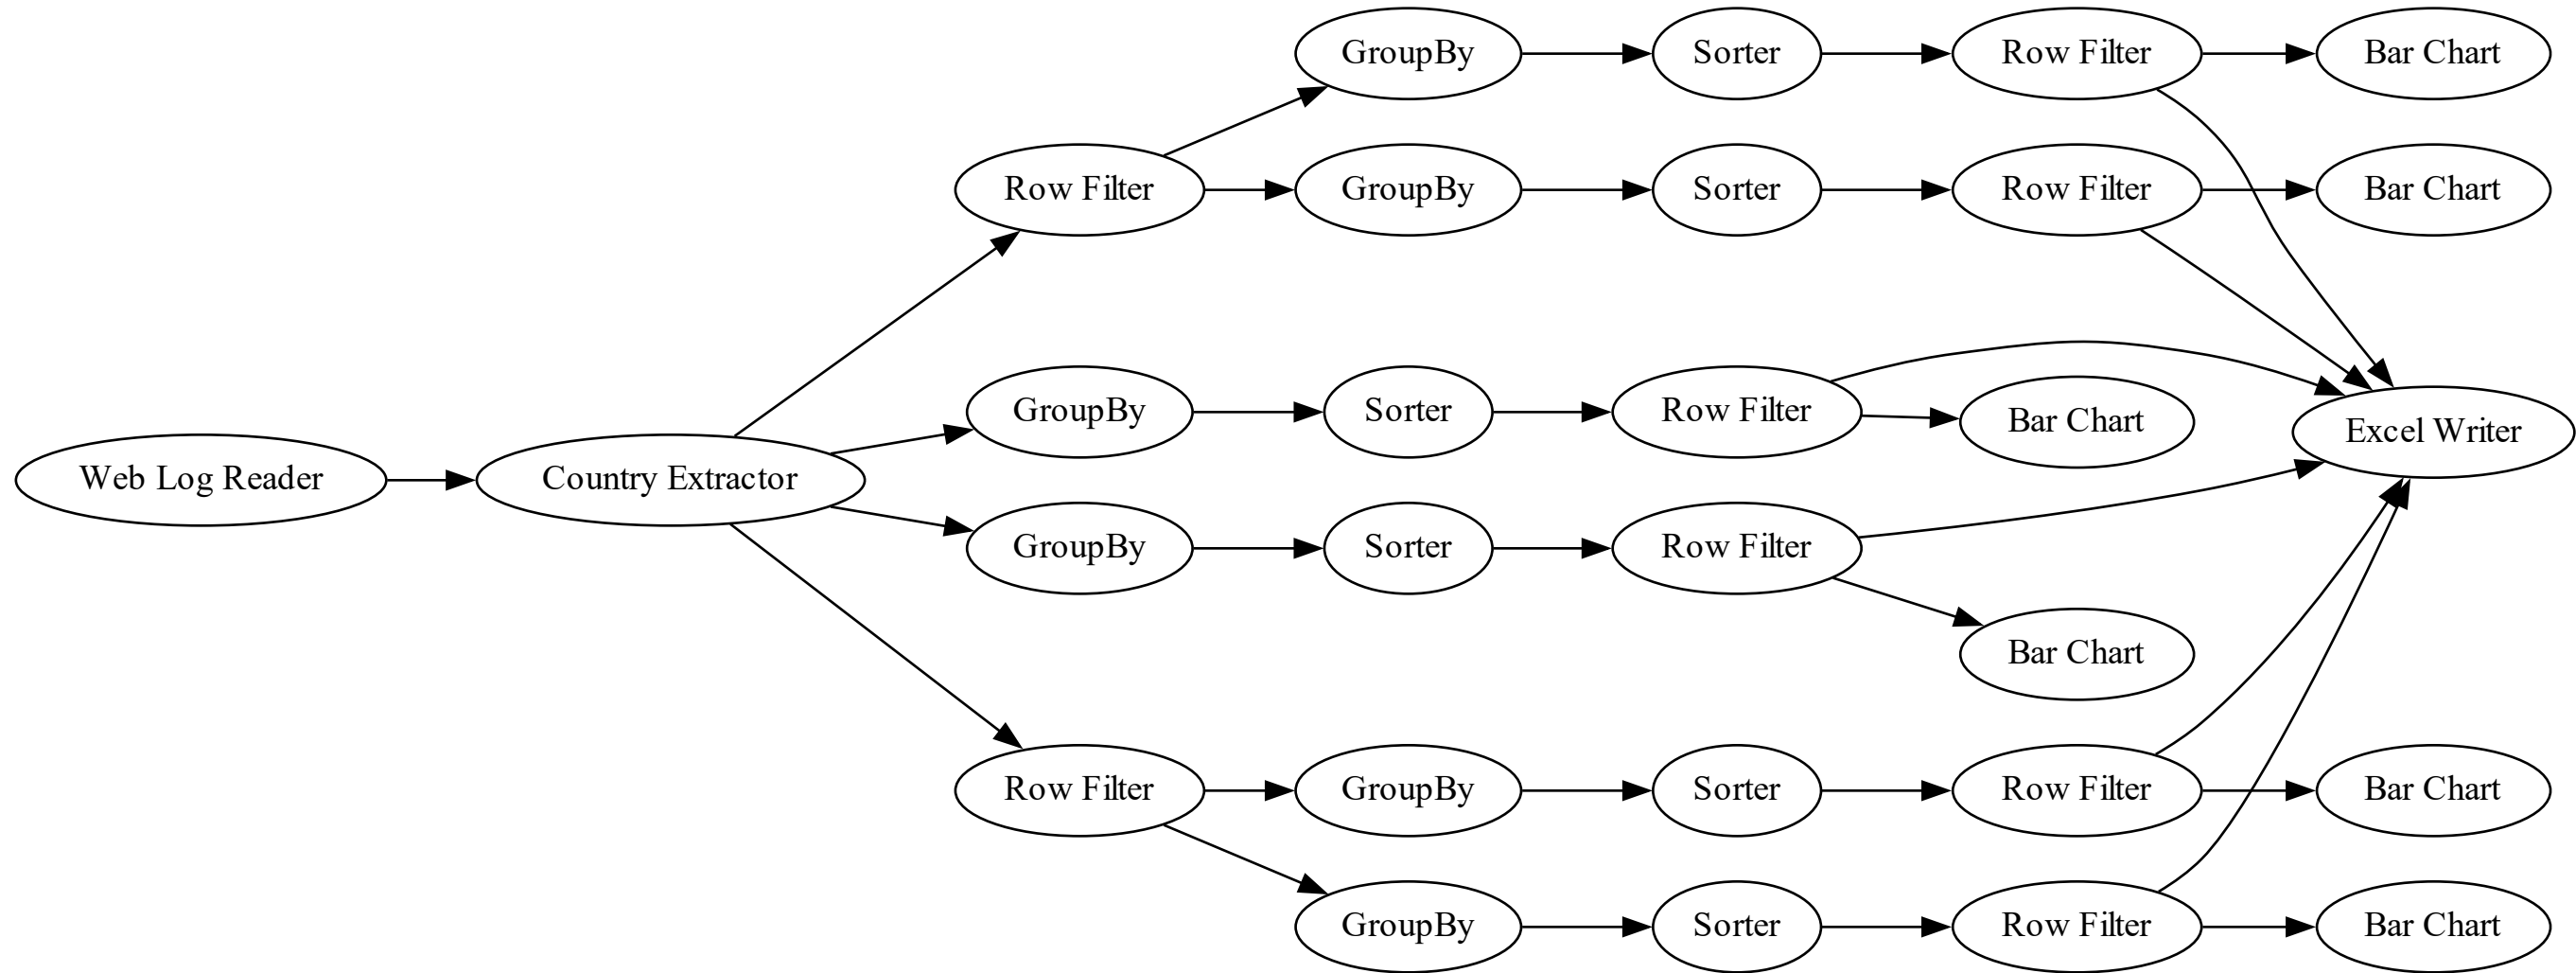 GroupBy
Sorter
Row Filter
Bar Chart
Row Filter
GroupBy
Sorter
Row Filter
Bar Chart
GroupBy
Sorter
Row Filter
Bar Chart
Excel Writer
Web Log Reader
Country Extractor
GroupBy
Sorter
Row Filter
Bar Chart
Row Filter
GroupBy
Sorter
Row Filter
Bar Chart
GroupBy
Sorter
Row Filter
Bar Chart